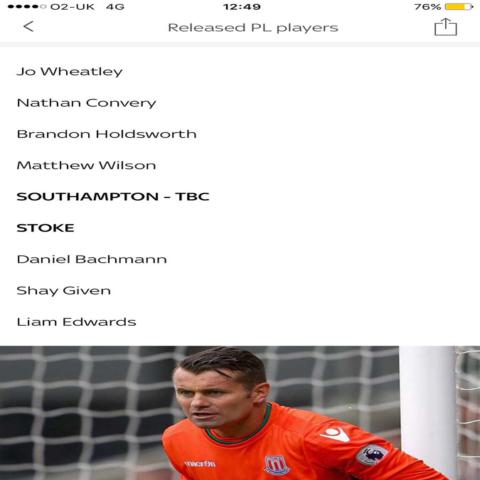 O2-UK 4G 12:49 76%
Released PL players
Jo Wheatley
Nathan Convery
Brandon Holdsworth
Matthew Wilson
SOUTHAMPTON - TBC
STOKE
Daniel Bachmann
Shay Given
Liam Edwards
macron